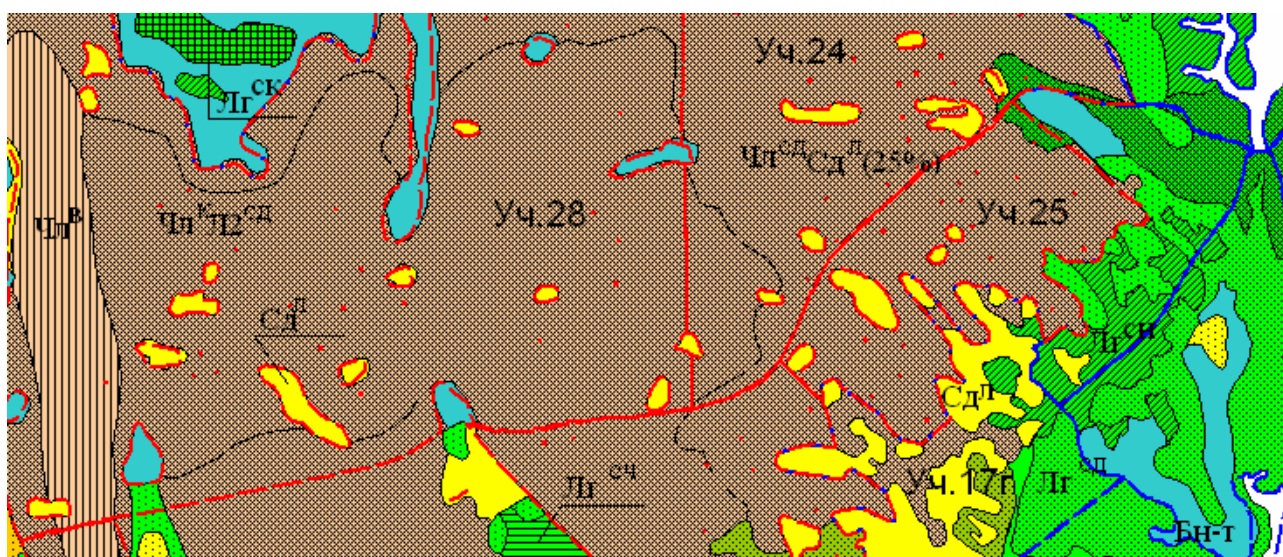 Уч.24
Лг ск
Чл сд Сд Л (25%)
Чл в
Чл к Л2 сд
Уч.28
Уч.25
Сд Л
Лг сн
Сд Л
Лг сч
Уч.17г
Лг сд
Бн-т